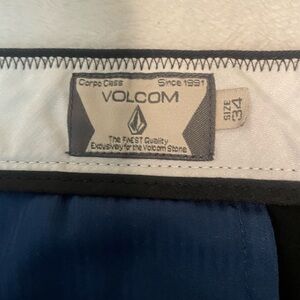 Corpo Class Since 1991
VOLCOM
The FINEST Quality
Exclusively for the Volcom Stone
SIZE
34